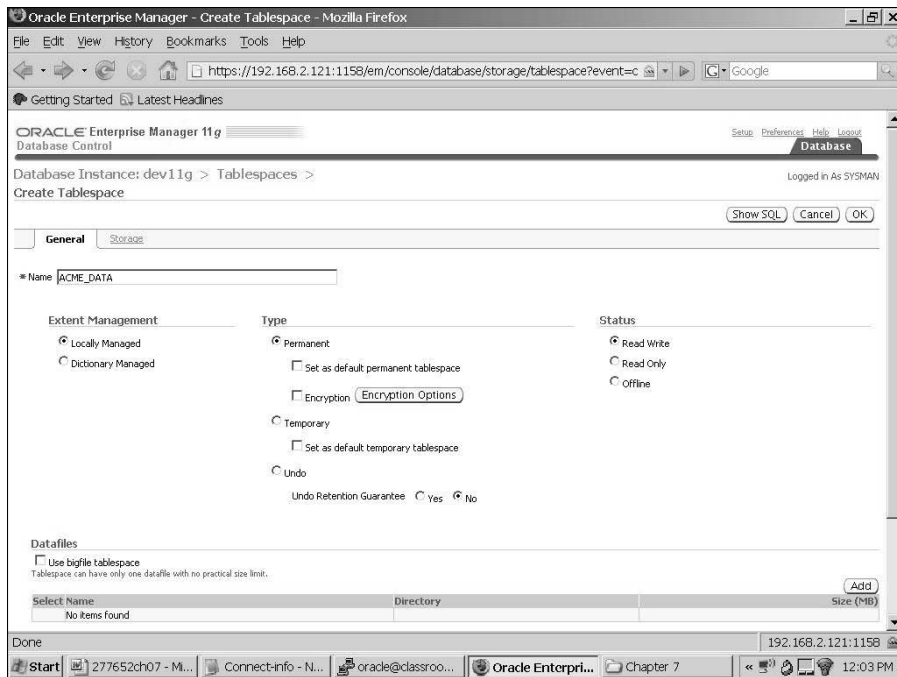 Oracle Enterprise Manager - Create Tablespace - Mozilla Firefox
File Edit View History Bookmarks Tools Help
https://192.168.2.121:1158/em/console/database/storage/tablespace?event=c
G Google
Getting Started Latest Headlines
ORACLE Enterprise Manager 11g
Database Control
Setup Preferences Help Logout
Database
Database Instance: dev11g > Tablespaces >
Logged in As SYSMAN
Create Tablespace
Show SQL Cancel OK
General Storage
* Name ACME_DATA
Extent Management Type Status
Locally Managed Permanent Read Write
Dictionary Managed Set as default permanent tablespace Read Only
Encryption Encryption Options Offline
Temporary
Set as default temporary tablespace
Undo
Undo Retention Guarantee Yes No
Datafiles
Use bigfile tablespace
Tablespace can have only one datafile with no practical size limit.
Add
Select Name Directory Size (MB)
No items found
Done 192.168.2.121:1158
Start 277652ch07 - M... Connect-info - N... oracle@classroo... Oracle Enterpri... Chapter 7 « 12:03 PM